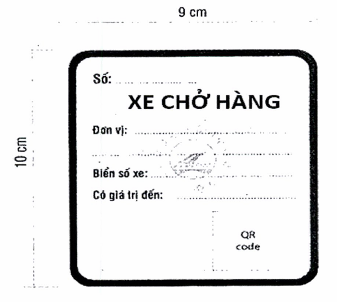 9 cm
10 cm
Số: ....................
XE CHỞ HÀNG
Đơn vị: ........................................
........................................
Biển số xe: ........................................
Có giá trị đến: ........................................
QR
code